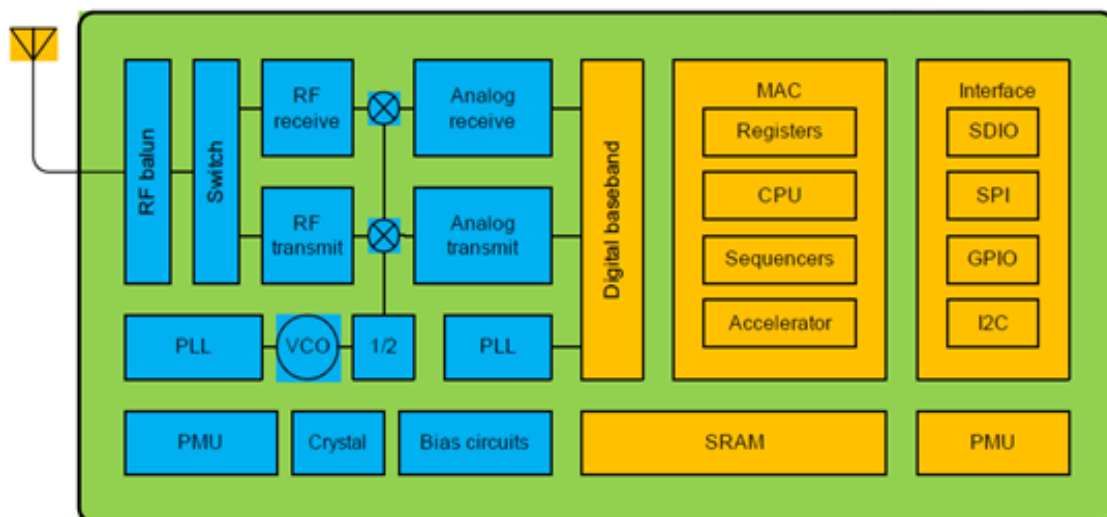 RF balun
Switch
RF
receive
Analog
receive
RF
transmit
Analog
transmit
PLL
VCO
1/2
PLL
Digital baseband
MAC
Registers
CPU
Sequencers
Accelerator
Interface
SDIO
SPI
GPIO
I2C
PMU
Crystal
Bias circuits
SRAM
PMU